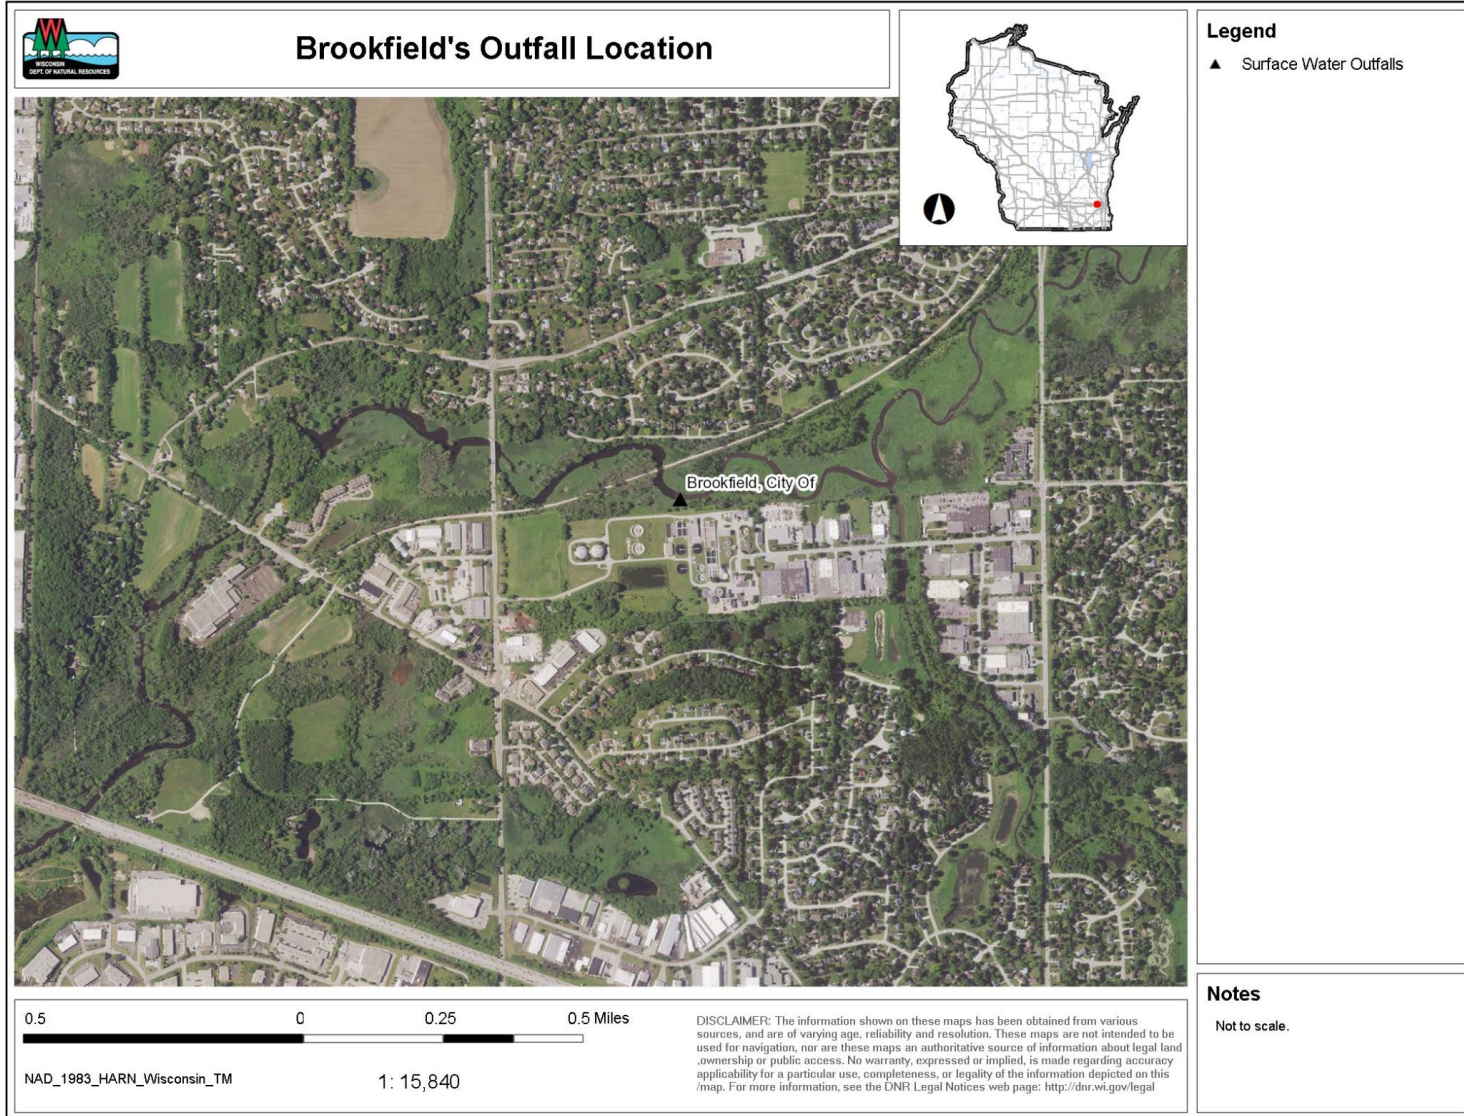 W
WISCONSIN
DEPT. OF NATURAL RESOURCES
Brookfield's Outfall Location
Legend
Surface Water Outfalls
Brookfield, City Of
0.5 0 0.25 0.5 Miles
NAD_1983_HARN_Wisconsin_TM
1: 15,840
DISCLAIMER: The information shown on these maps has been obtained from various
sources, and are of varying age, reliability and resolution. These maps are not intended to be
used for navigation, nor are these maps an authoritative source of information about legal land
,ownership or public access. No warranty, expressed or implied, is made regarding accuracy
applicability for a particular use, completeness, or legality of the information depicted on this
/map. For more information, see the DNR Legal Notices web page: http://dnr.wi.gov/legal
Notes
Not to scale.